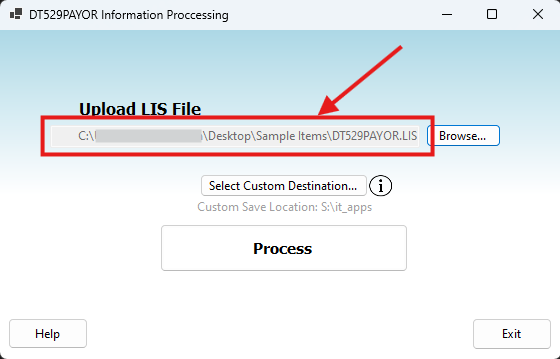 DT529PAYOR Information Proccessing
Upload LIS File
C:\ \Desktop\Sample Items\DT529PAYOR.LIS Browse...
Select Custom Destination... i
Custom Save Location: S:\it_apps
Process
Help Exit